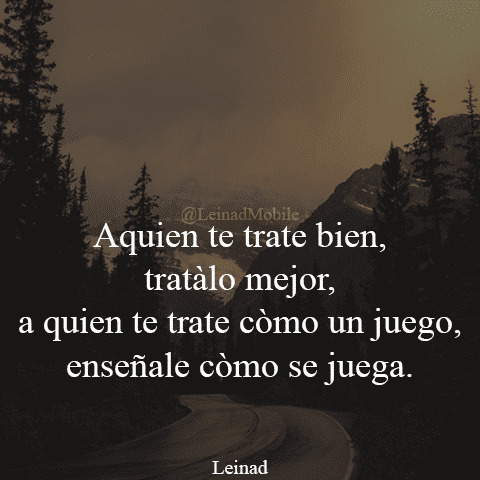 @LeinadMobile
Aquien te trate bien,
tratàlo mejor,
a quien te trate còmo un juego,
enseñale còmo se juega.
Leinad